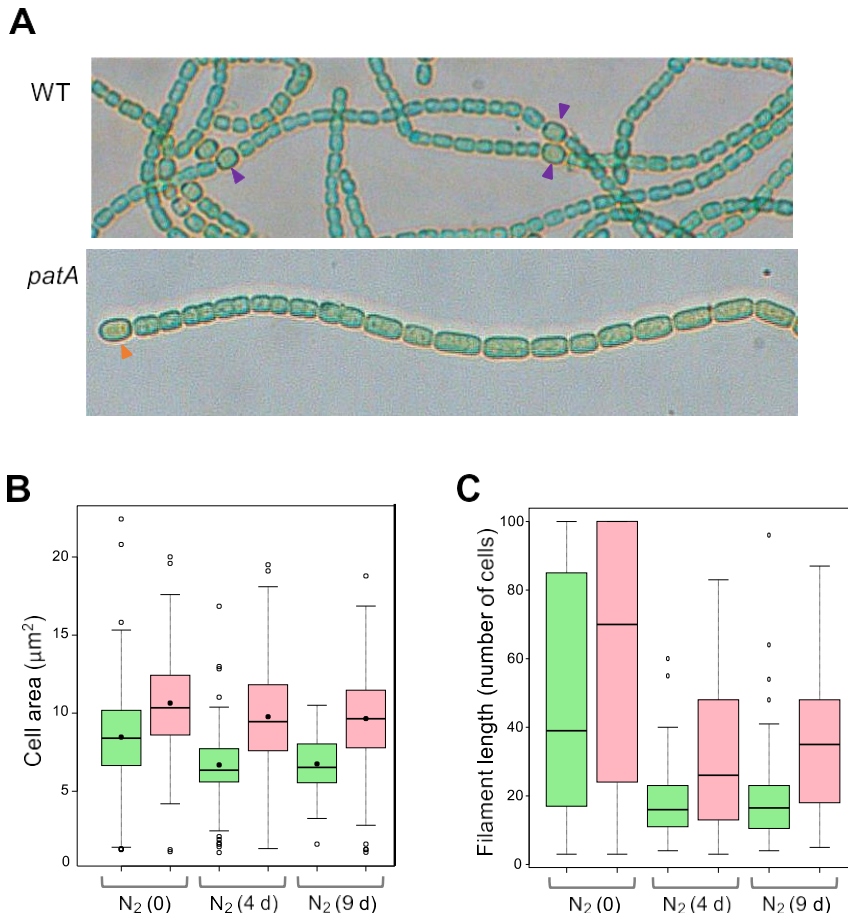 A
WT
patA
B
Cell area (μm²)
20
15
10
5
0
N₂ (0) N₂ (4 d) N₂ (9 d)
C
Filament length (number of cells)
100
80
60
40
20
0
N₂ (0) N₂ (4 d) N₂ (9 d)